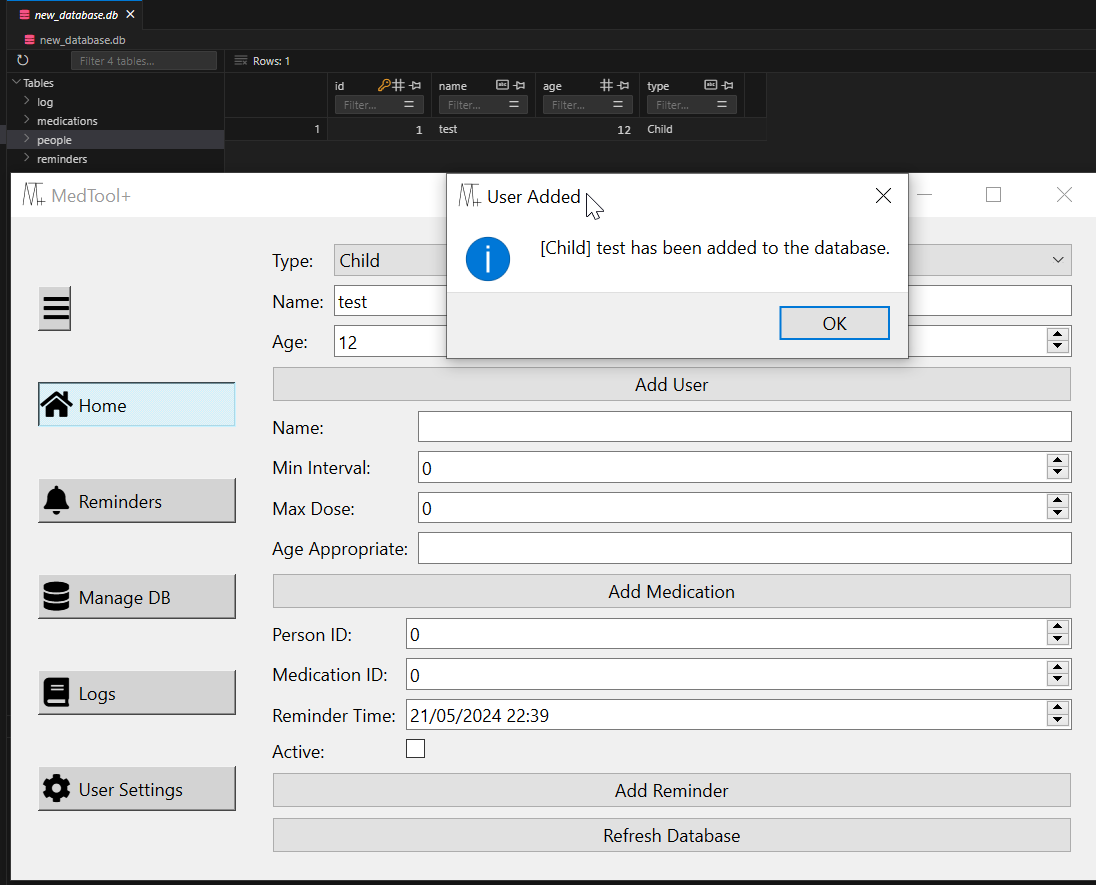 new_database.db
new_database.db
Filter 4 tables...
Rows: 1
Tables
log
medications
people
reminders
id name age type
Filter... Filter... Filter... Filter...
1 1 test 12 Child
MedTool+
User Added
[Child] test has been added to the database.
OK
Home
Reminders
Manage DB
Logs
User Settings
Type: Child
Name: test
Age: 12
Add User
Name:
Min Interval: 0
Max Dose: 0
Age Appropriate:
Add Medication
Person ID: 0
Medication ID: 0
Reminder Time: 21/05/2024 22:39
Active:
Add Reminder
Refresh Database